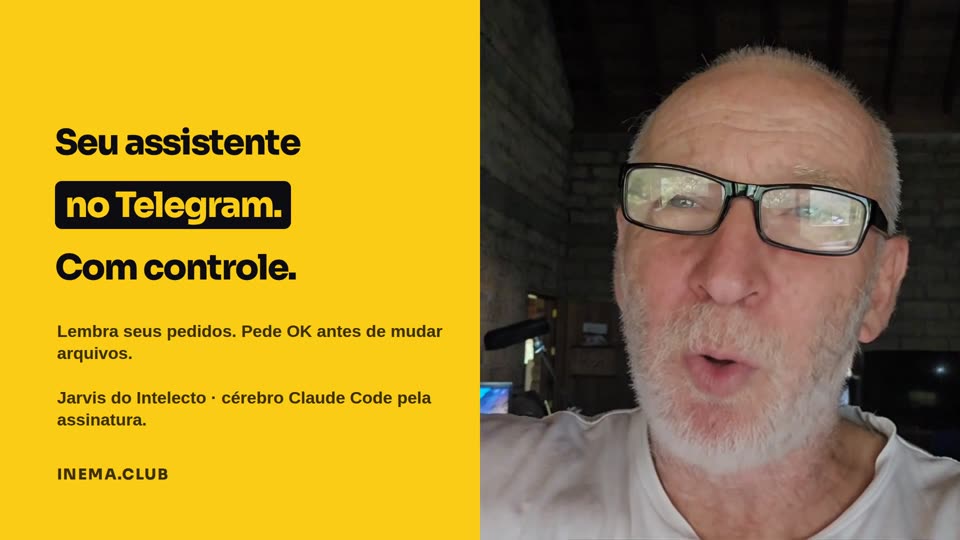 Seu assistente
no Telegram.
Com controle.
Lembra seus pedidos. Pede OK antes de mudar
arquivos.
Jarvis do Intelecto · cérebro Claude Code pela
assinatura.
INEMA.CLUB